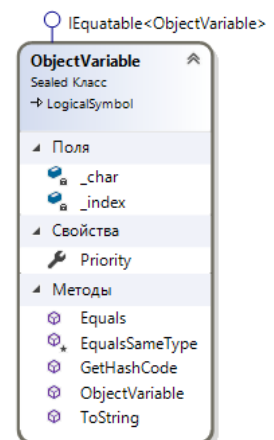 IEquatable<ObjectVariable>
ObjectVariable
Sealed Класс
LogicalSymbol
Поля
_char
_index
Свойства
Priority
Методы
Equals
EqualsSameType
GetHashCode
ObjectVariable
ToString